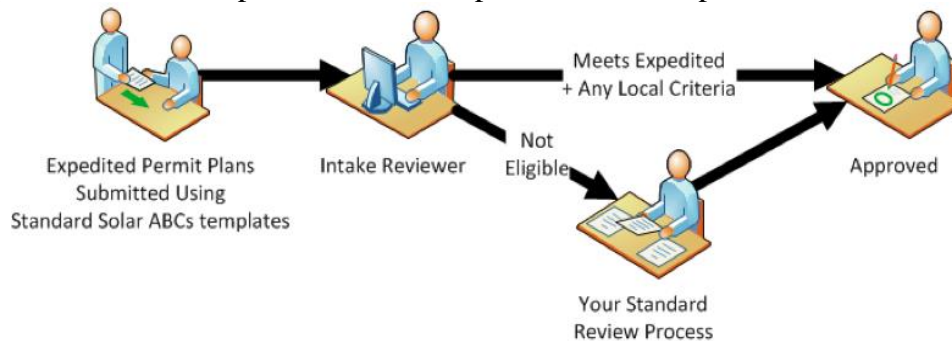 Meets Expedited
+ Any Local Criteria
Not
Eligible
Expedited Permit Plans
Submitted Using
Standard Solar ABCs templates
Intake Reviewer
Approved
Your Standard
Review Process